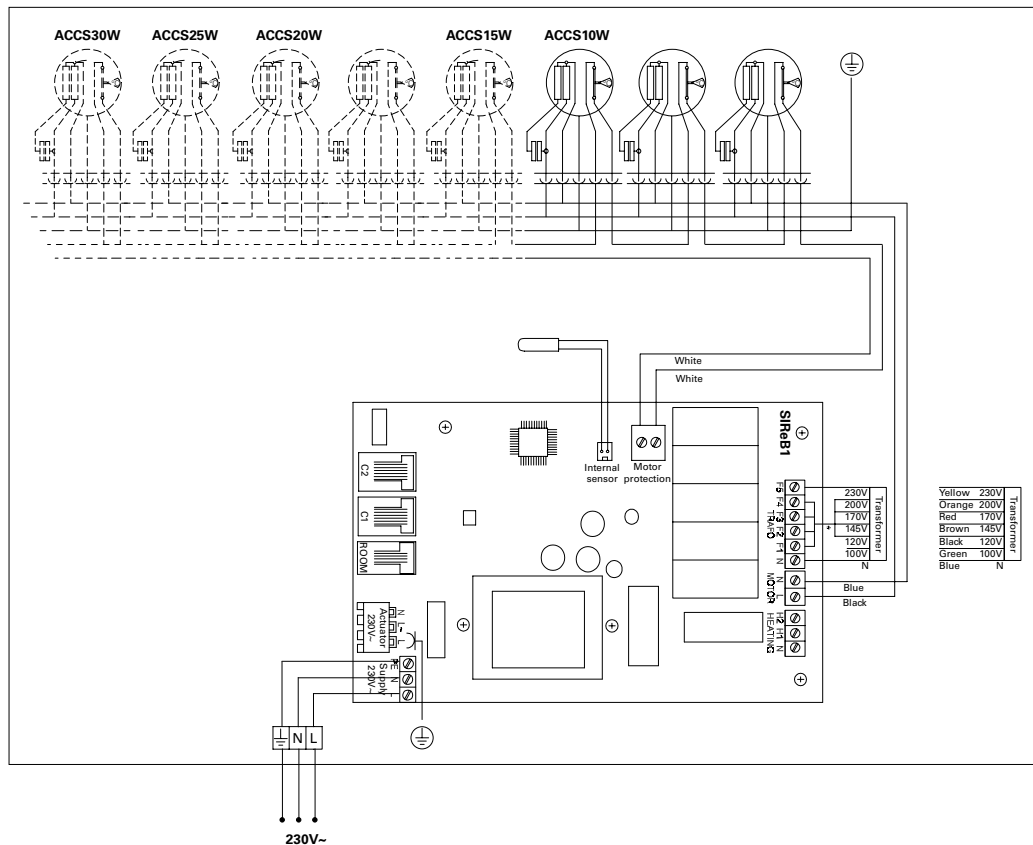 ACCS30W ACCS25W ACCS20W ACCS15W ACCS10W
White
White
SIReB1
Internal
sensor
Motor
protection
C2
C1
ROOM
F5
F4
F3
F2
F1
N
TRAFO
230V
200V
170V
*
145V
120V
100V
N
Transformer
Yellow 230V
Orange 200V
Red 170V
Brown 145V
Black 120V
Green 100V
Blue N
Transformer
N
L
MOTOR
Blue
Black
H2
H1
N
HEATING
Actuator
230V~
N
L~
L
PE
N
L
Supply
230V~
N L
230V~